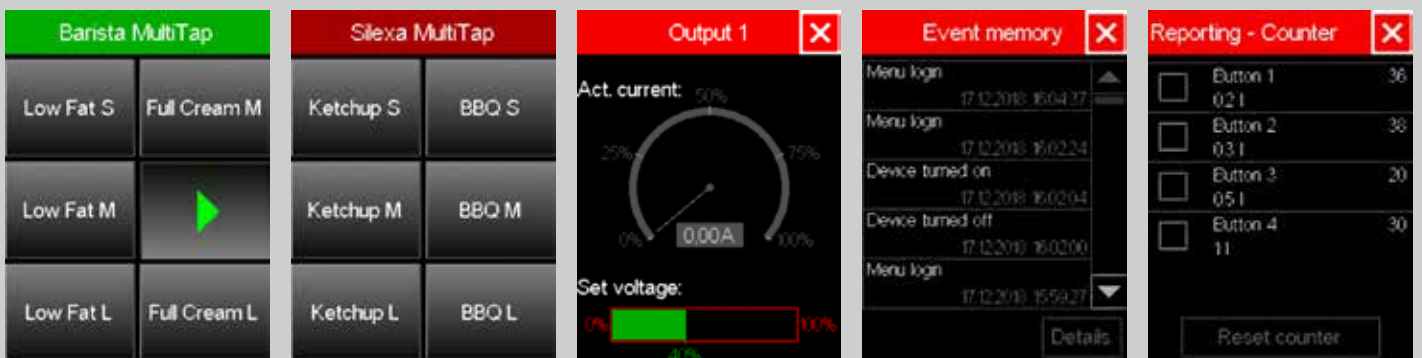 Barista MultiTap
Low Fat S
Full Cream M
Low Fat M
Low Fat L
Full Cream L
Silexa MultiTap
Ketchup S
BBQ S
Ketchup M
BBQ M
Ketchup L
BBQ L
Output 1
Act. current:
50%
25%
75%
0%
0,00A
100%
Set voltage:
0%
100%
40%
Event memory
Menu login
17.12.2018 16:04:37
Menu login
17.12.2018 16:02:24
Device turned on
17.12.2018 16:02:04
Device turned off
17.12.2018 16:02:00
Menu login
17.12.2018 15:59:27
Details
Reporting - Counter
Button 1 36
0.2 l
Button 2 38
0.3 l
Button 3 20
0.5 l
Button 4 30
1 l
Reset counter